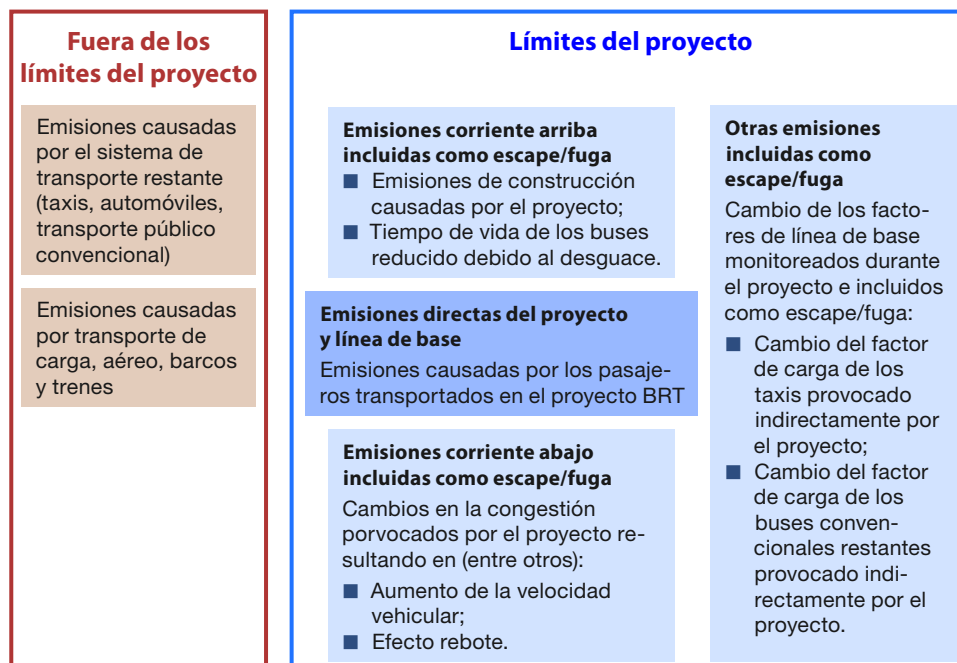 Fuera de los
límites del proyecto
Emisiones causadas
por el sistema de
transporte restante
(taxis, automóviles,
transporte público
convencional)
Emisiones causadas
por transporte de
carga, aéreo, barcos
y trenes
Límites del proyecto
Emisiones corriente arriba
incluidas como escape/fuga
■ Emisiones de construcción
causadas por el proyecto;
■ Tiempo de vida de los buses
reducido debido al desguace.
Emisiones directas del proyecto
y línea de base
Emisiones causadas por los pasaje-
ros transportados en el proyecto BRT
Emisiones corriente abajo
incluidas como escape/fuga
Cambios en la congestión
porvocados por el proyecto re-
sultando en (entre otros):
■ Aumento de la velocidad
vehicular;
■ Efecto rebote.
Otras emisiones
incluidas como
escape/fuga
Cambio de los facto-
res de línea de base
monitoreados durante
el proyecto e incluidos
como escape/fuga:
■ Cambio del factor
de carga de los
taxis provocado
indirectamente por
el proyecto;
■ Cambio del factor
de carga de los
buses conven-
cionales restantes
provocado indi-
rectamente por el
proyecto.